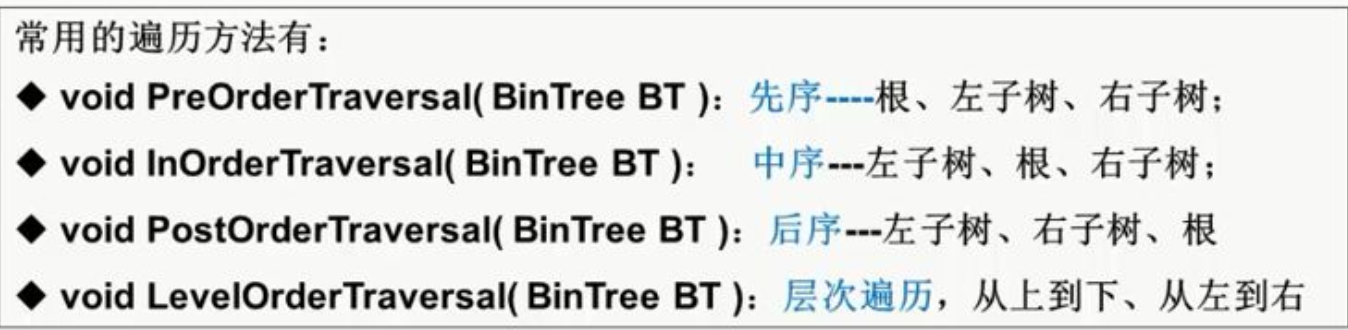 常用的遍历方法有：
◆ void PreOrderTraversal( BinTree BT )：先序----根、左子树、右子树；
◆ void InOrderTraversal( BinTree BT )： 中序---左子树、根、右子树；
◆ void PostOrderTraversal( BinTree BT )：后序---左子树、右子树、根
◆ void LevelOrderTraversal( BinTree BT )：层次遍历，从上到下、从左到右